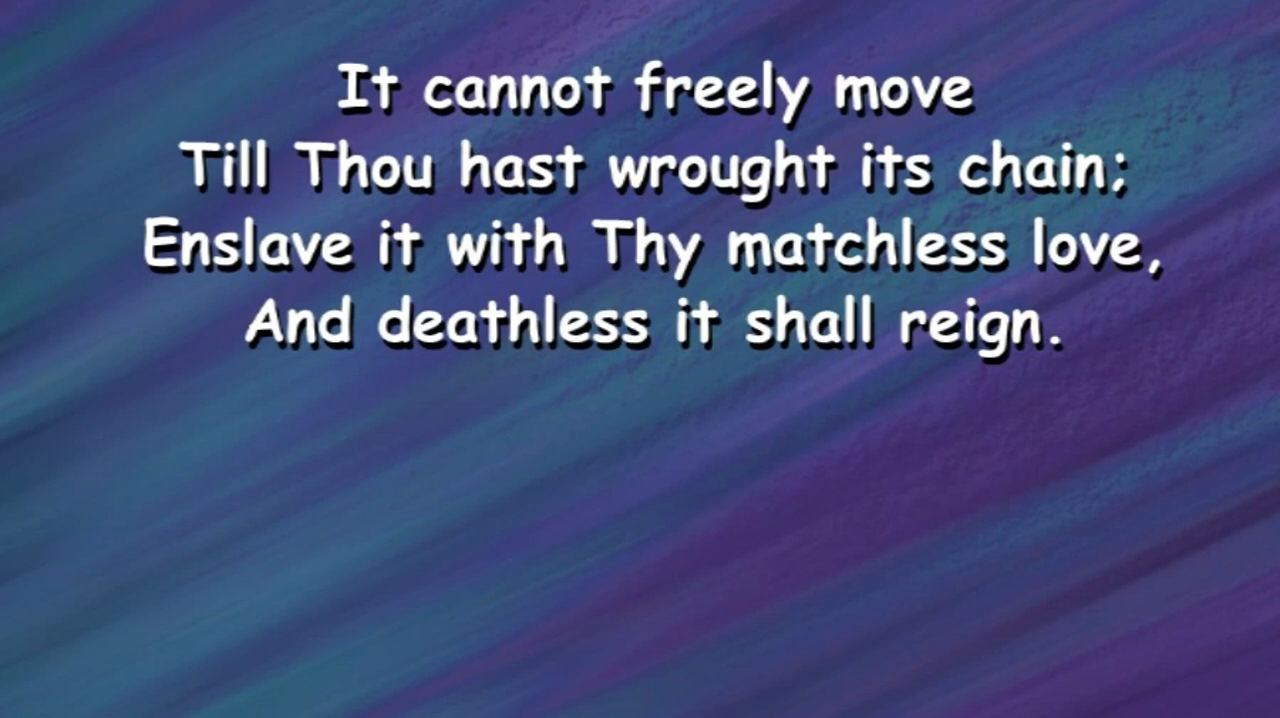 It cannot freely move
Till Thou hast wrought its chain;
Enslave it with Thy matchless love,
And deathless it shall reign.